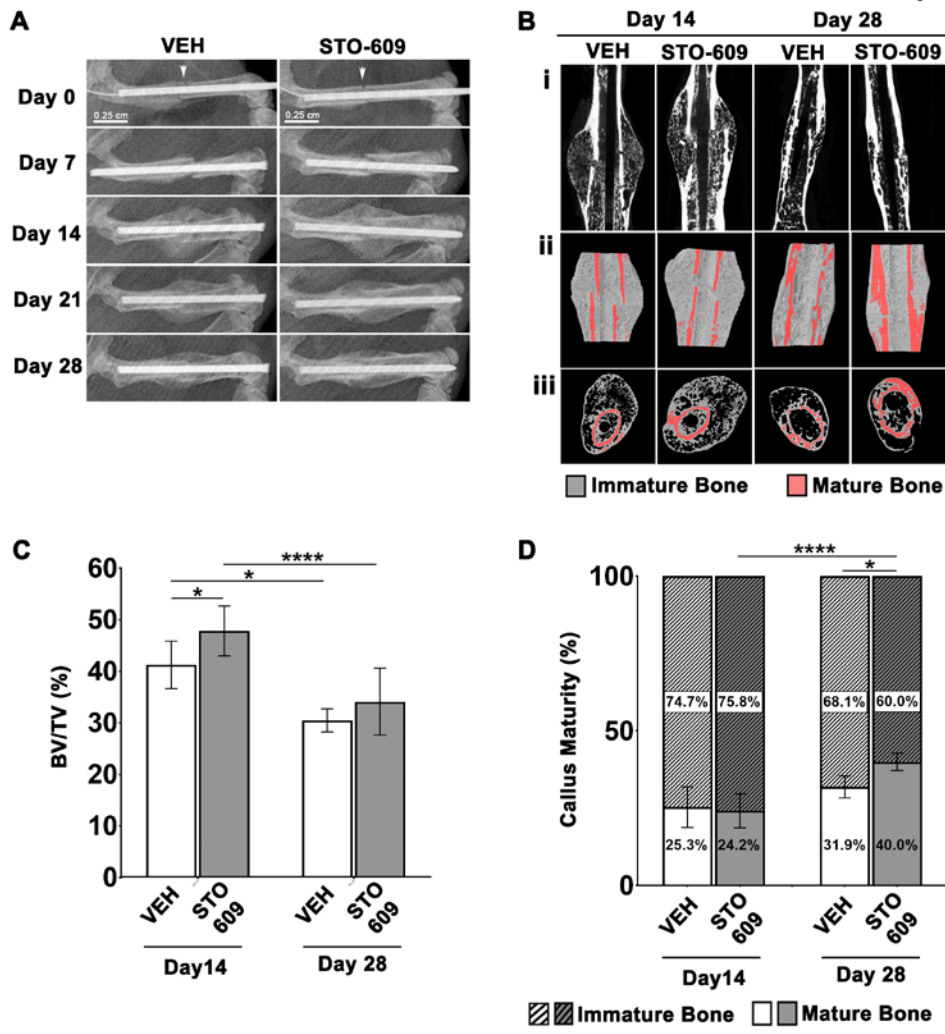 A
VEH STO-609
Day 0
0.25 cm 0.25 cm
Day 7
Day 14
Day 21
Day 28
B
Day 14 Day 28
VEH STO-609 VEH STO-609
i
ii
iii
Immature Bone Mature Bone
C
BV/TV (%)
60
50
40
30
20
10
0
****
*
*
VEH STO 609 VEH STO 609
Day14 Day 28
D
Callus Maturity (%)
100
50
0
****
*
74.7% 75.8% 68.1% 60.0%
25.3% 24.2% 31.9% 40.0%
VEH STO 609 VEH STO 609
Day14 Day 28
Immature Bone Mature Bone